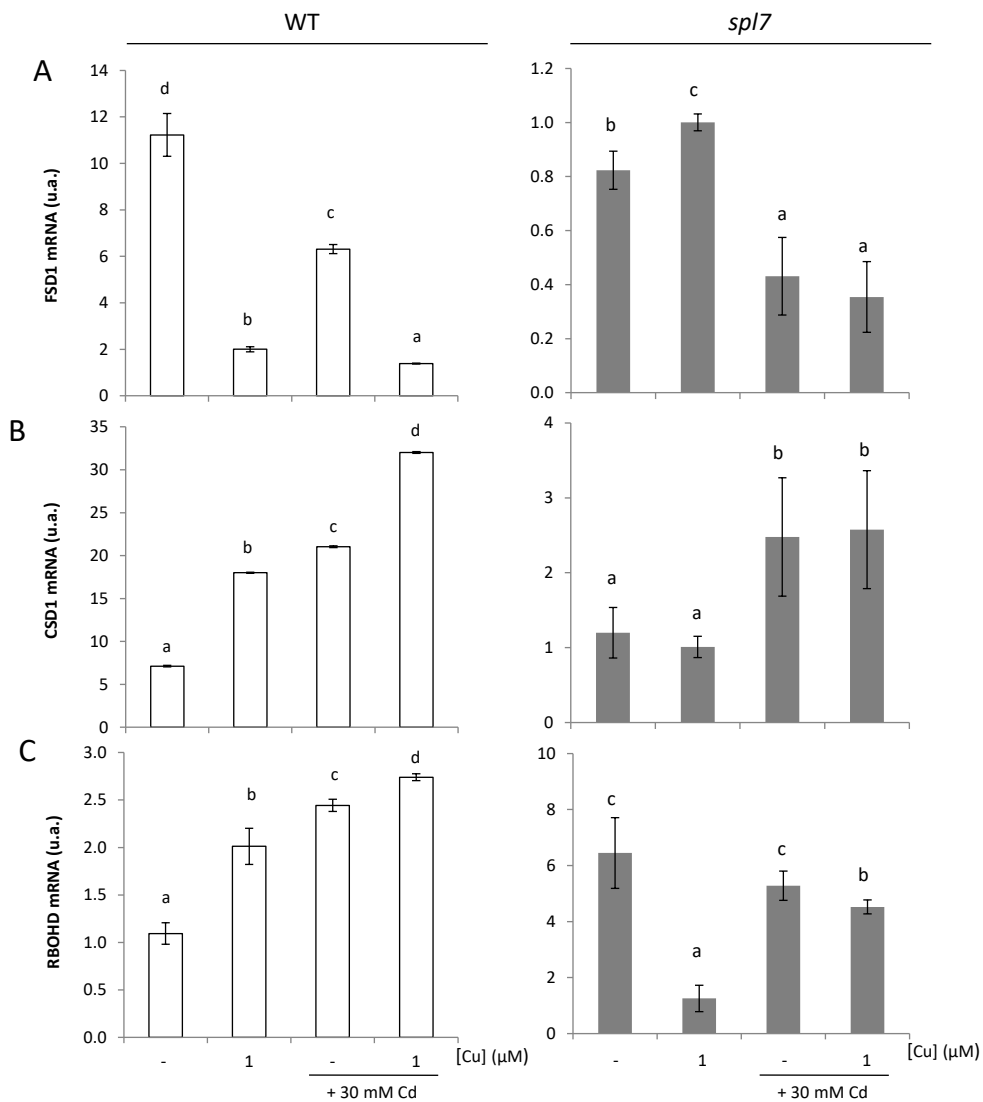 WT
spl7
A
FSD1 mRNA (u.a.)
14
12
10
8
6
4
2
0
d
b
c
a
1.2
1.0
0.8
0.6
0.4
0.2
0.0
b
c
a
a
B
CSD1 mRNA (u.a.)
35
30
25
20
15
10
5
0
a
b
c
d
4
3
2
1
0
a
a
b
b
C
RBOHD mRNA (u.a.)
3.0
2.5
2.0
1.5
1.0
0.5
0.0
a
b
c
d
10
8
6
4
2
0
c
a
c
b
- 1 - 1 [Cu] (µM)
+ 30 mM Cd
- 1 - 1 [Cu] (µM)
+ 30 mM Cd